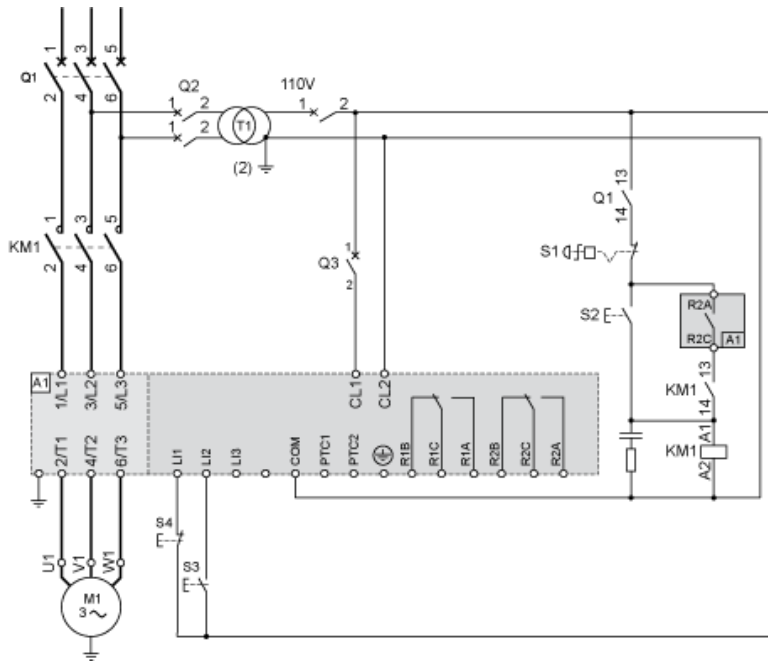 1 3 5
Q1
2 4 6
Q2
1 2
1 2
T1
(2)
110V
1 2
1 3 5
KM1
2 4 6
Q3
1
2
13
Q1
14
S1
S2
R2A
R2C
A1
13
KM1
14
A1
KM1
A2
A1
1/L1 3/L2 5/L3
CL1 CL2
2/T1 4/T2 6/T3
LI1 LI2 LI3 COM PTC1 PTC2 R1B R1C R1A R2B R2C R2A
S4
S3
U1 V1 W1
M1
3 ~